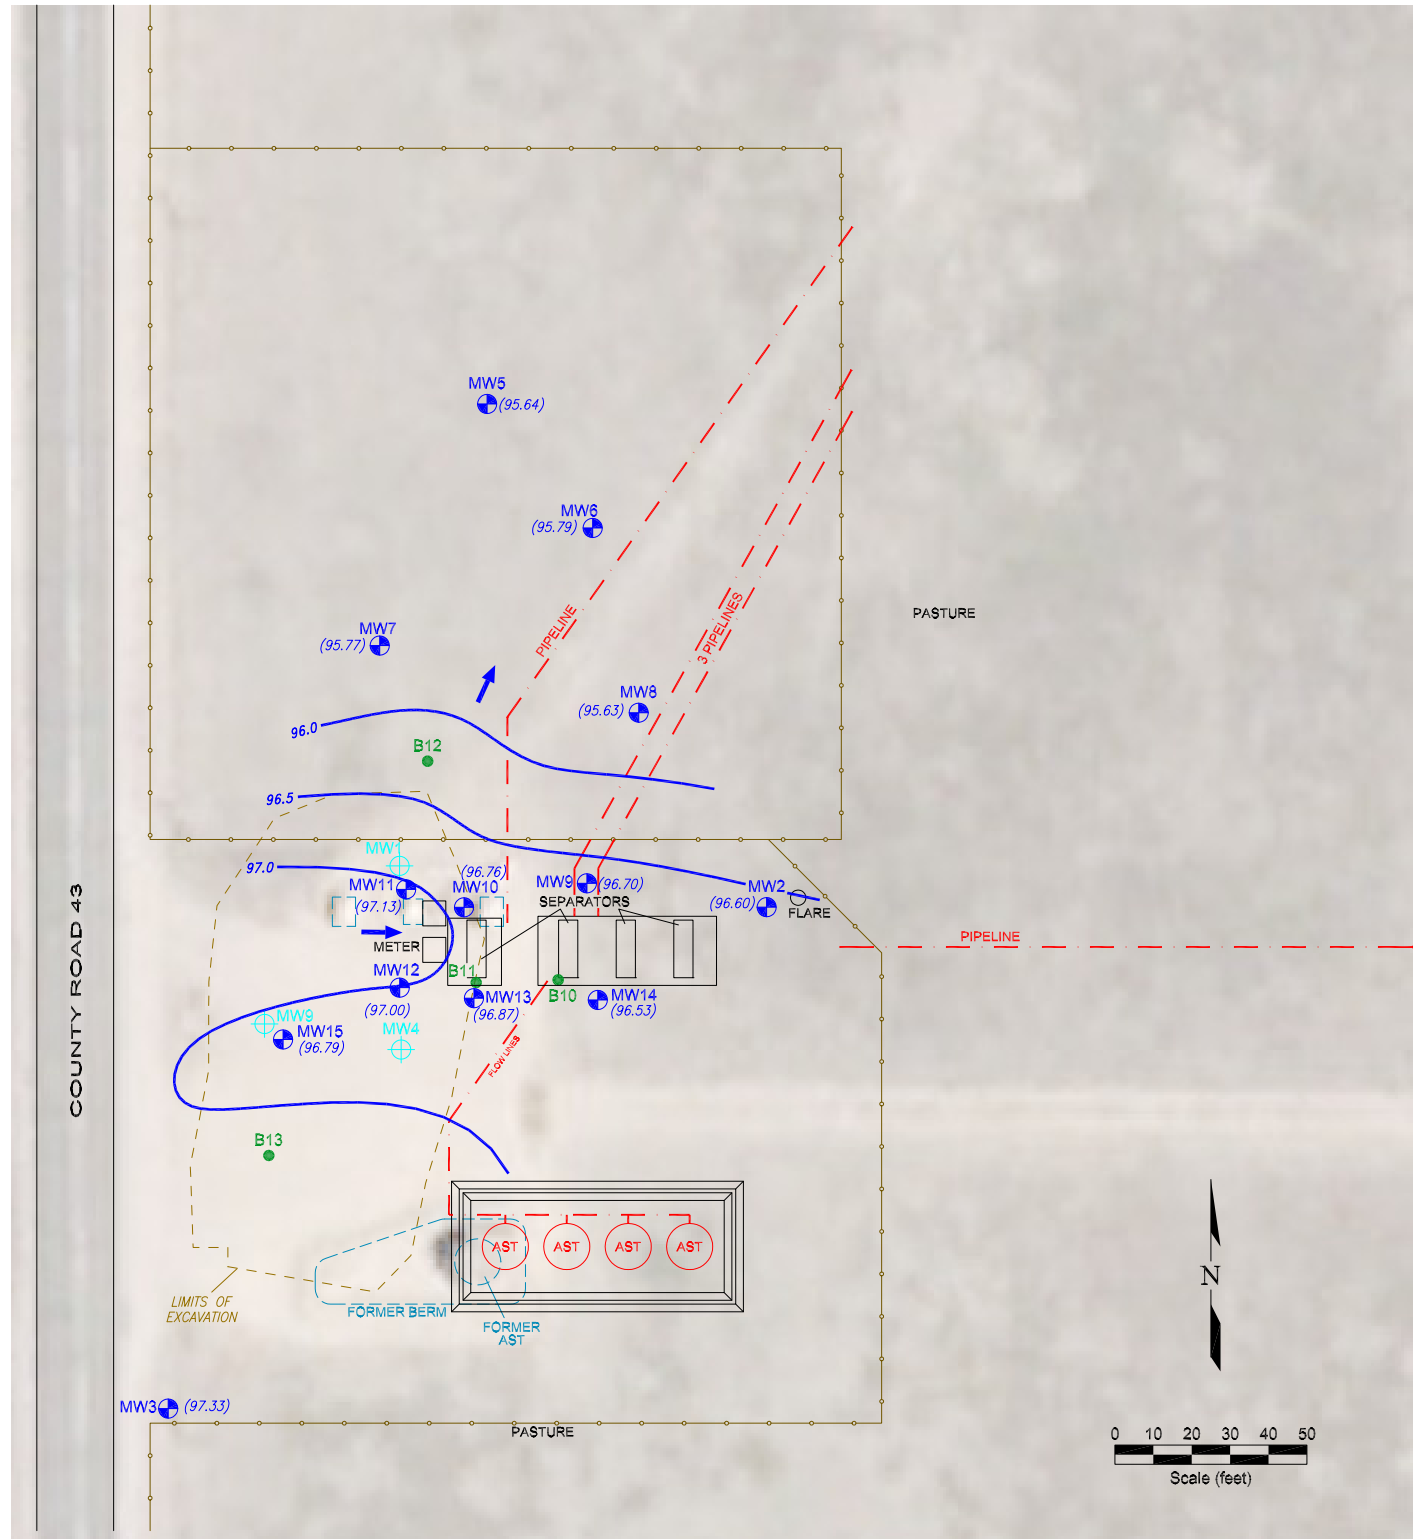 MW5
(95.64)
MW6
(95.79)
PIPELINE
3 PIPELINES
PASTURE
MW7
(95.77)
MW8
(95.63)
96.0
B12
96.5
MW1
97.0
(96.76)
MW11
MW10
MW9
(96.70)
MW2
(97.13)
SEPARATORS
(96.60)
FLARE
METER
PIPELINE
COUNTY ROAD 43
MW12
B11
B10
(97.00)
MW13
(96.87)
MW14
(96.53)
MW9
MW15
(96.79)
MW4
FLOW LINES
B13
AST
AST
AST
AST
LIMITS OF
EXCAVATION
FORMER BERM
FORMER
AST
N
MW3
(97.33)
PASTURE
0 10 20 30 40 50
Scale (feet)